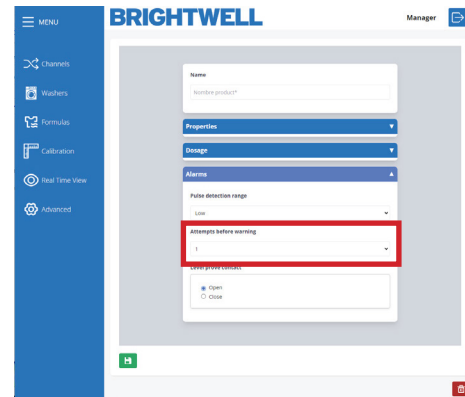 MENU
BRIGHTWELL
Manager
Channels
Washers
Formulas
Calibration
Real Time View
Advanced
Name
Nombre product*
Properties
Dosage
Alarms
Pulse detection range
Low
Attempts before warning
1
Level prove contact
Open
Close